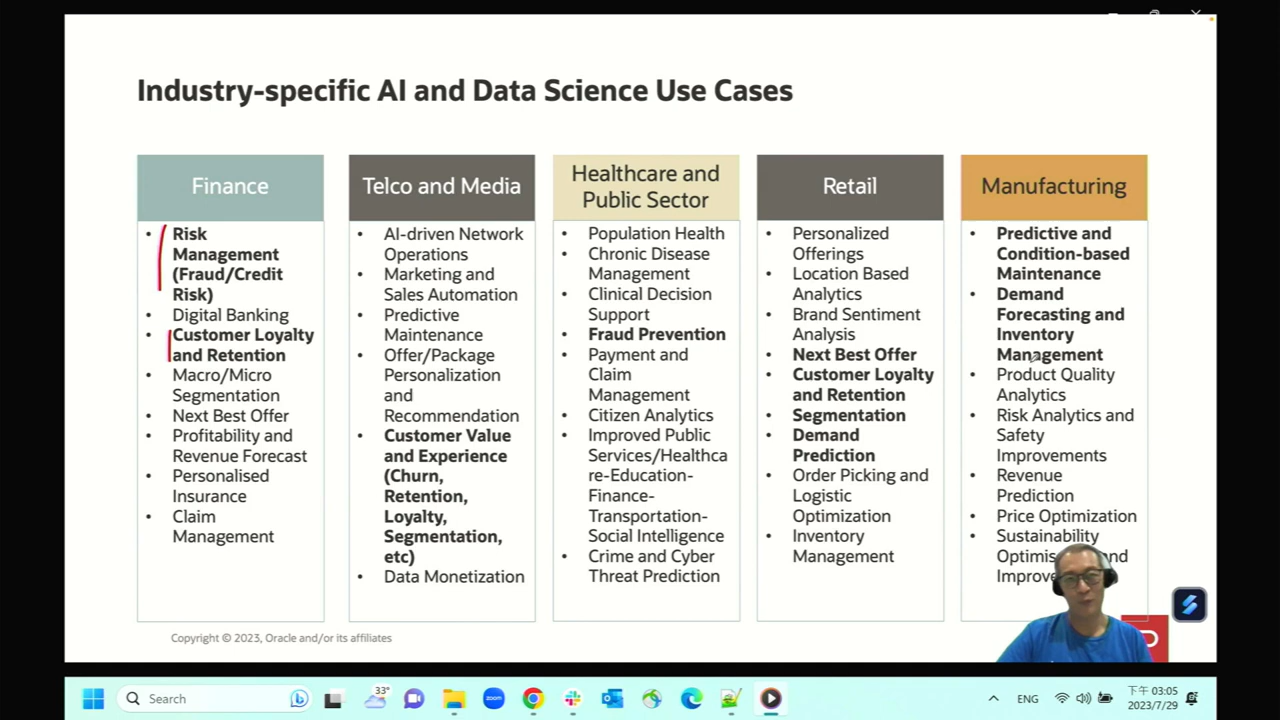 Industry-specific AI and Data Science Use Cases
Finance
• Risk
Management
(Fraud/Credit
Risk)
• Digital Banking
• Customer Loyalty
and Retention
• Macro/Micro
Segmentation
• Next Best Offer
• Profitability and
Revenue Forecast
• Personalised
Insurance
• Claim
Management
Telco and Media
• AI-driven Network
Operations
• Marketing and
Sales Automation
• Predictive
Maintenance
• Offer/Package
Personalization
and
Recommendation
• Customer Value
and Experience
(Churn,
Retention,
Loyalty,
Segmentation,
etc)
• Data Monetization
Healthcare and
Public Sector
• Population Health
• Chronic Disease
Management
• Clinical Decision
Support
• Fraud Prevention
• Payment and
Claim
Management
• Citizen Analytics
• Improved Public
Services/Healthca
re-Education-
Finance-
Transportation-
Social Intelligence
• Crime and Cyber
Threat Prediction
Retail
• Personalized
Offerings
• Location Based
Analytics
• Brand Sentiment
Analysis
• Next Best Offer
• Customer Loyalty
and Retention
• Segmentation
• Demand
Prediction
• Order Picking and
Logistic
Optimization
• Inventory
Management
Manufacturing
• Predictive and
Condition-based
Maintenance
• Demand
Forecasting and
Inventory
Management
• Product Quality
Analytics
• Risk Analytics and
Safety
Improvements
• Revenue
Prediction
• Price Optimization
• Sustainability
Copyright © 2023, Oracle and/or its affiliates
Search
33°
zoom
ENG
下午 03:05
2023/7/29